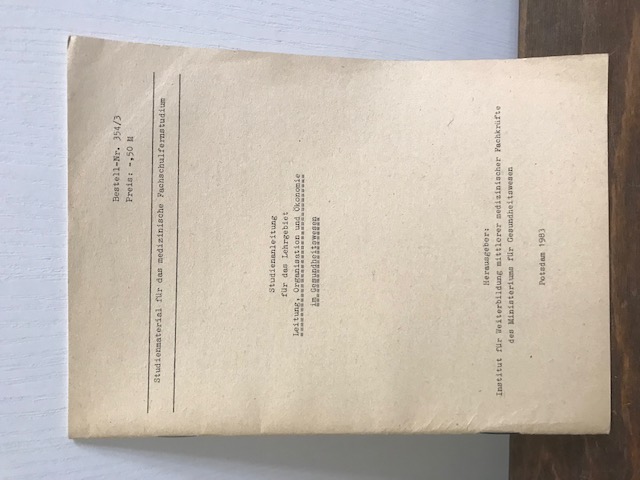 Bestell-Nr. 354/3
Preis: -,50 M
Studienmaterial für das medizinische Fachschulfernstudium
Studienanleitung
für das Lehrgebiet
Leitung, Organisation und Ökonomie
im Gesundheitswesen
Herausgeber:
Institut für Weiterbildung mittlerer medizinischer Fachkräfte
des Ministeriums für Gesundheitswesen
Potsdam 1983